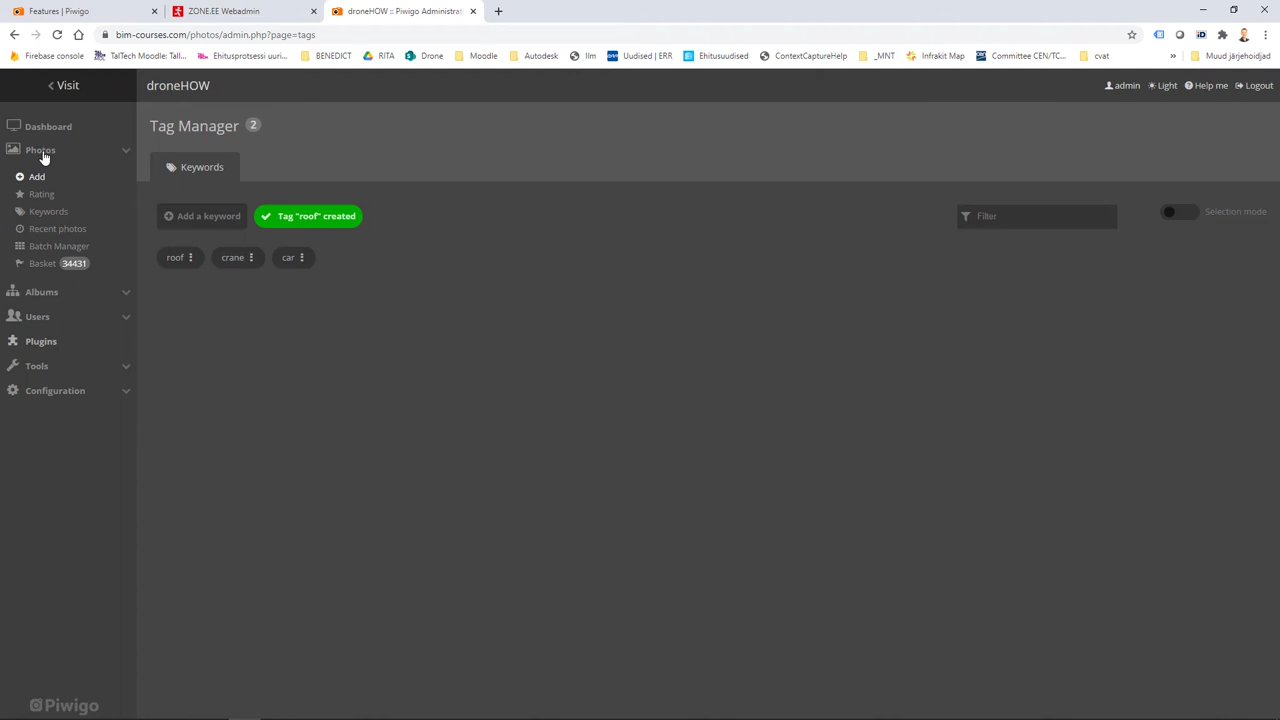 Features | Piwigo
ZONE.EE Webadmin
droneHOW :: Piwigo Administrati
bim-courses.com/photos/admin.php?page=tags
Firebase console
TalTech Moodle: Tall...
Ehitusprotsessi uuri...
BENEDICT
RITA
Drone
Moodle
Autodesk
Ilm
Uudised | ERR
Ehitusuudised
ContextCaptureHelp
_MNT
Infrakit Map
Committee CEN/TC...
cvat
»
Muud järjehoidjad
Visit
droneHOW
admin
Light
Help me
Logout
Dashboard
Photos
Add
Rating
Keywords
Recent photos
Batch Manager
Basket 34431
Albums
Users
Plugins
Tools
Configuration
Tag Manager 2
Keywords
Add a keyword
Tag "roof" created
Filter
Selection mode
roof
crane
car
Piwigo